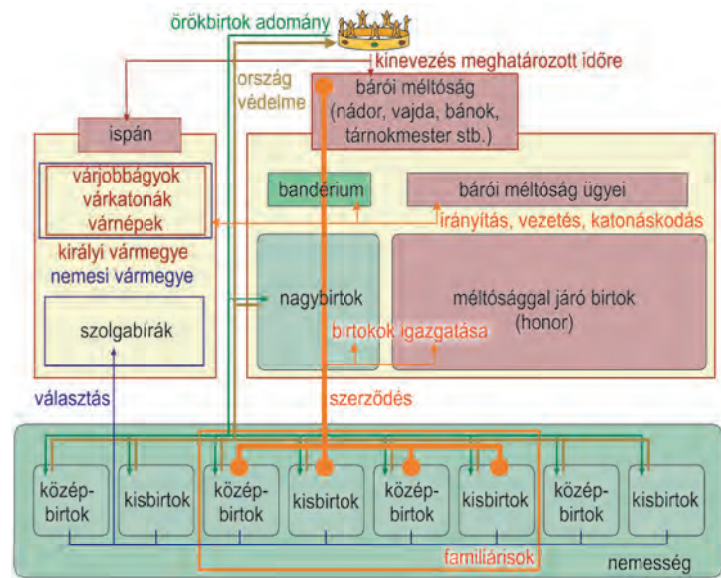 örökbirtok adomány
kinevezés meghatározott időre
ország
védelme
bárói méltóság
(nádor, vajda, bánok,
tárnokmester stb.)
ispán
várjobbágyok
várkatonák
várnépek
királyi vármegye
nemesi vármegye
szolgabírák
bandérium
bárói méltóság ügyei
irányítás, vezetés, katonáskodás
nagybirtok
méltósággal járó birtok
(honor)
birtokok igazgatása
választás
szerződés
közép-
birtok
kisbirtok
közép-
birtok
kisbirtok
közép-
birtok
kisbirtok
közép-
birtok
kisbirtok
familiárisok
nemesség